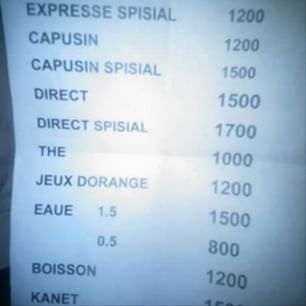 EXPRESSE SPISIAL 1200
CAPUSIN 1200
CAPUSIN SPISIAL 1500
DIRECT 1500
DIRECT SPISIAL 1700
THE 1000
JEUX DORANGE 1200
EAUE 1.5 1500
0.5 800
BOISSON 1200
KANET